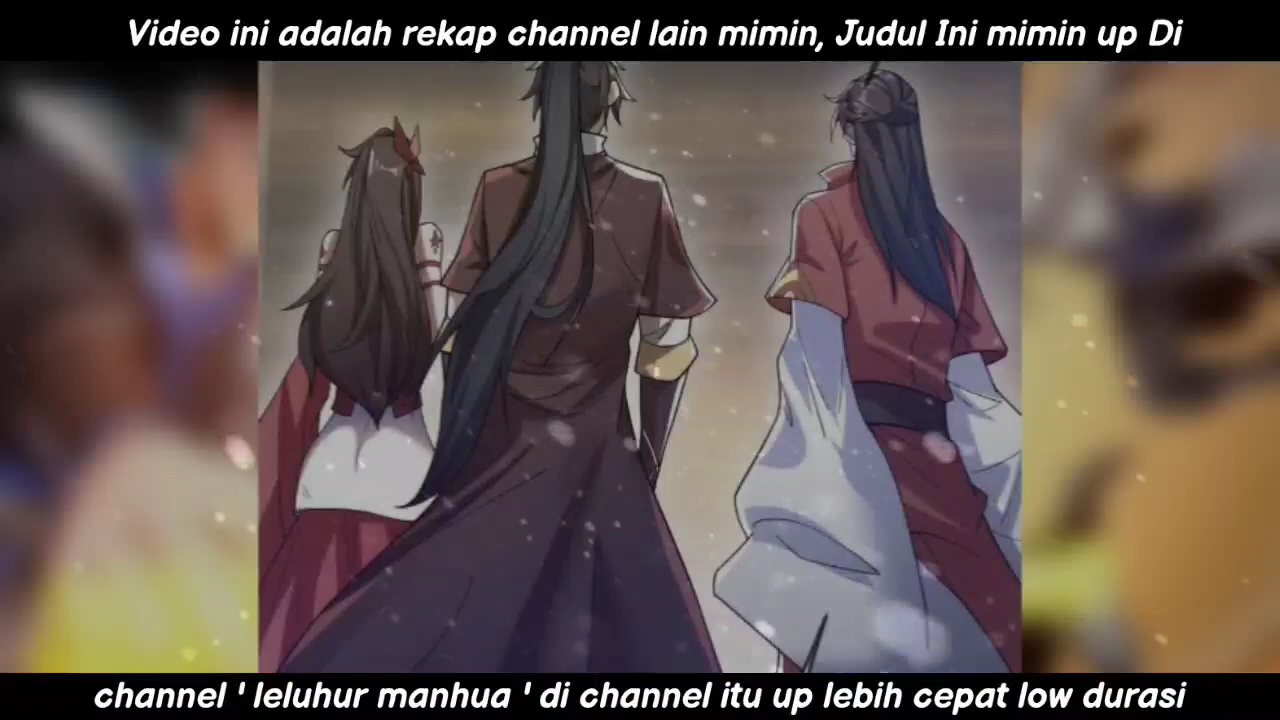 Video ini adalah rekap channel lain mimin, Judul Ini mimin up Di
channel ' leluhur manhua ' di channel itu up lebih cepat low durasi